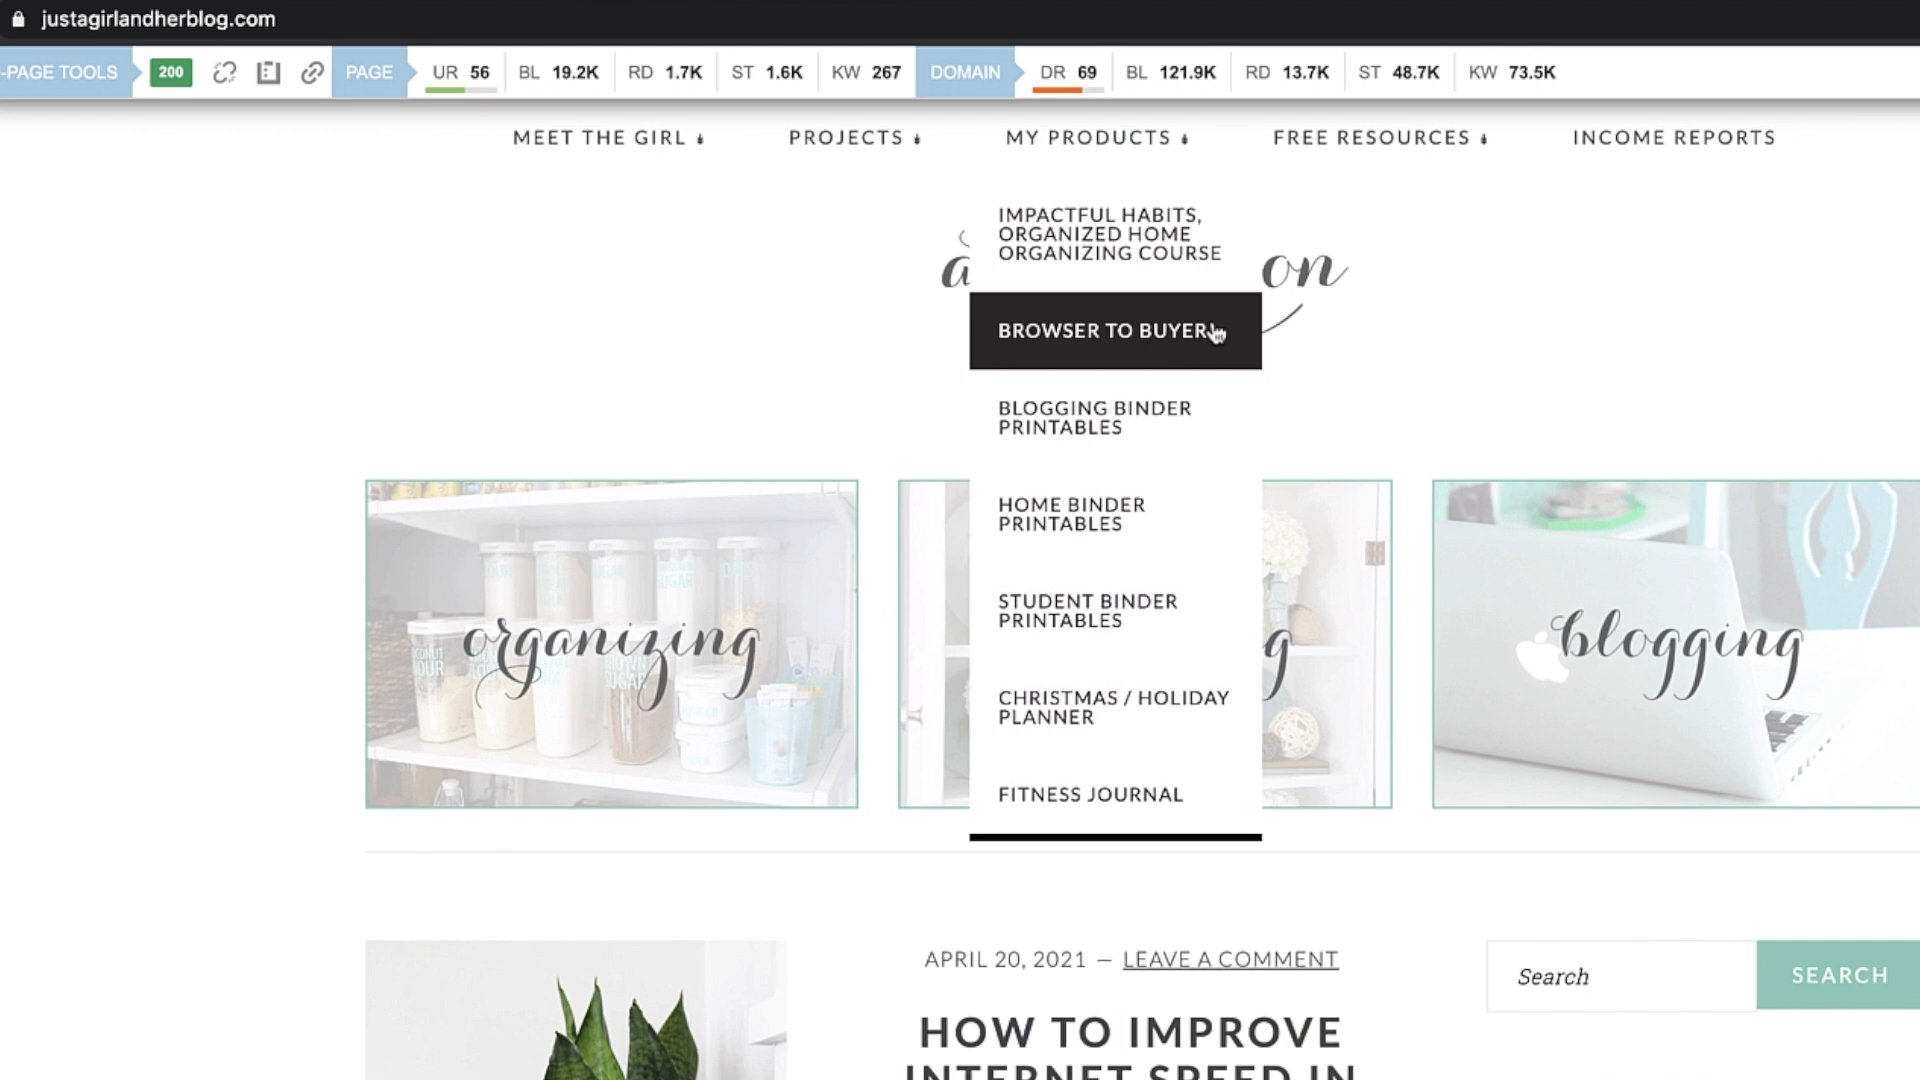 justagirlandherblog.com
-PAGE TOOLS 200 PAGE UR 56 BL 19.2K RD 1.7K ST 1.6K KW 267 DOMAIN DR 69 BL 121.9K RD 13.7K ST 48.7K KW 73.5K
MEET THE GIRL PROJECTS MY PRODUCTS FREE RESOURCES INCOME REPORTS
IMPACTFUL HABITS,
ORGANIZED HOME
ORGANIZING COURSE
a on
BROWSER TO BUYER
BLOGGING BINDER
PRINTABLES
HOME BINDER
PRINTABLES
STUDENT BINDER
PRINTABLES
CHRISTMAS / HOLIDAY
PLANNER
FITNESS JOURNAL
organizing
g
blogging
APRIL 20, 2021 — LEAVE A COMMENT
Search SEARCH
HOW TO IMPROVE
INTERNET SPEED IN